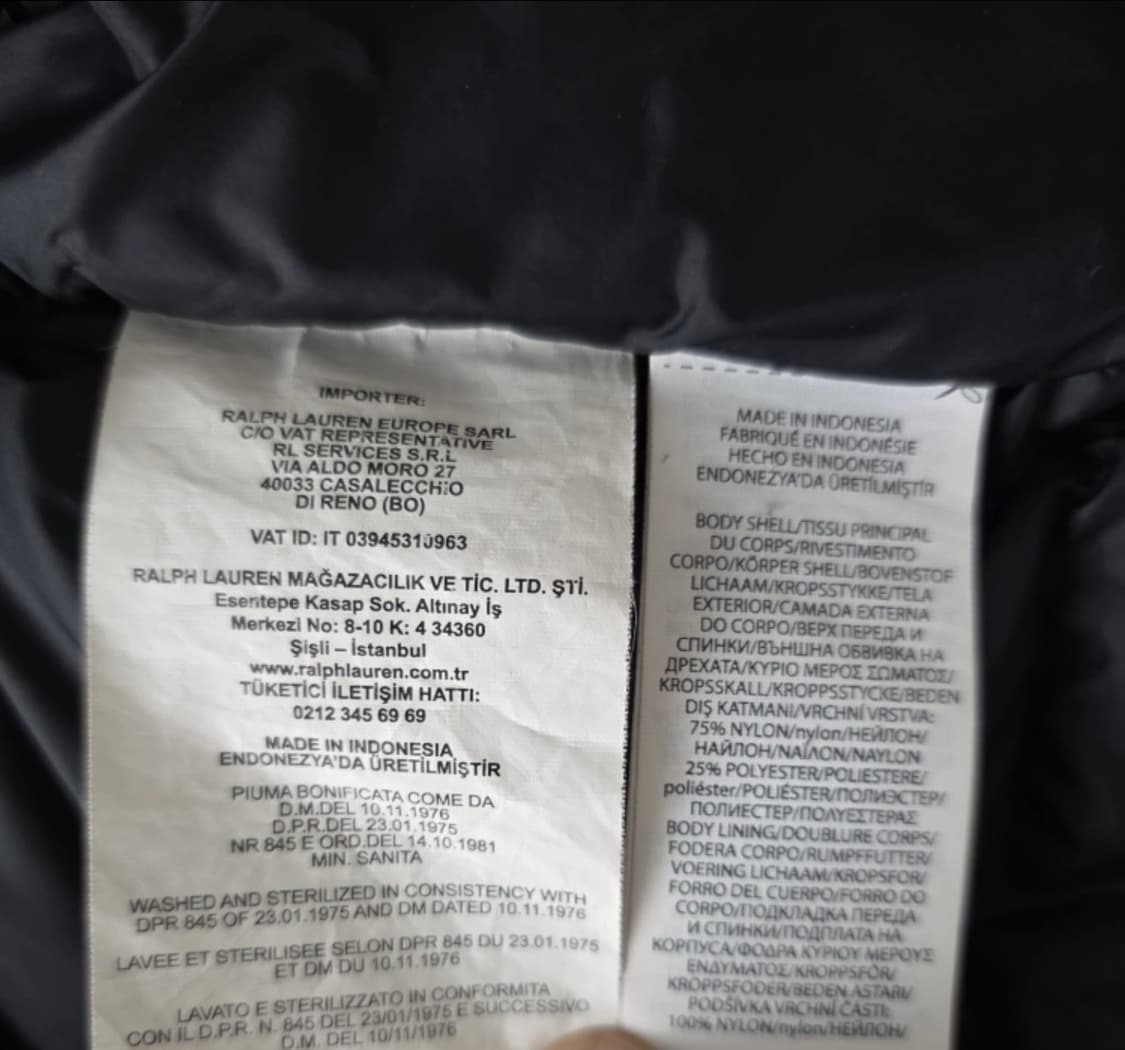 IMPORTER:
RALPH LAUREN EUROPE SARL
C/O VAT REPRESENTATIVE
RL SERVICES S.R.L
VIA ALDO MORO 27
40033 CASALECCHIO
DI RENO (BO)
VAT ID: IT 03945310963
RALPH LAUREN MAĞAZACILIK VE TİC. LTD. ŞTİ.
Esentepe Kasap Sok. Altınay İş
Merkezi No: 8-10 K: 4 34360
Şişli – İstanbul
www.ralphlauren.com.tr
TÜKETİCİ İLETİŞİM HATTI:
0212 345 69 69
MADE IN INDONESIA
ENDONEZYA'DA ÜRETİLMİŞTİR
PIUMA BONIFICATA COME DA
D.M.DEL 10.11.1976
D.P.R.DEL 23.01.1975
NR 845 E ORD.DEL 14.10.1981
MIN. SANITA
WASHED AND STERILIZED IN CONSISTENCY WITH
DPR 845 OF 23.01.1975 AND DM DATED 10.11.1976
LAVEE ET STERILISEE SELON DPR 845 DU 23.01.1975
ET DM DU 10.11.1976
LAVATO E STERILIZZATO IN CONFORMITA
CON IL D.P.R. N. 845 DEL 23/01/1975 E SUCCESSIVO
D.M. DEL 10/11/1976
MADE IN INDONESIA
FABRIQUÉ EN INDONÉSIE
HECHO EN INDONESIA
ENDONEZYA'DA ÜRETİLMİŞTİR
BODY SHELL/TISSU PRINCIPAL
DU CORPS/RIVESTIMENTO
CORPO/KÖRPER SHELL/BOVENSTOF
LICHAAM/KROPSSTYKKE/TELA
EXTERIOR/CAMADA EXTERNA
DO CORPO/ВЕРХ ПЕРЕДА И
СПИНКИ/ВЪНШНА ОБВИВКА НА
ДРЕХАТА/ΚΥΡΙΟ ΜΕΡΟΣ ΣΩΜΑΤΟΣ/
KROPSSKALL/KROPPSSTYCKE/BEDEN
DIŞ KATMANI/VRCHNÍ VRSTVA:
75% NYLON/nylon/НЕЙЛОН/
НАЙЛОН/ΝΑΪΛΟΝ/NAYLON
25% POLYESTER/POLIESTERE/
poliéster/POLIÉSTER/ПОЛИЭСТЕР/
ПОЛИЕСТЕР/ΠΟΛΥΕΣΤΕΡΑΣ
BODY LINING/DOUBLURE CORPS/
FODERA CORPO/RUMPFFUTTER/
VOERING LICHAAM/KROPSFOR/
FORRO DEL CUERPO/FORRO DO
CORPO/ПОДКЛАДКА ПЕРЕДА
И СПИНКИ/ПОДПЛАТА НА
КОРПУСА/ΦΟΔΡΑ ΚΥΡΙΟΥ ΜΕΡΟΥΣ
ΕΝΔΥΜΑΤΟΣ/KROPPSFÔR/
KROPPSFODER/BEDEN ASTARI/
PODŠÍVKA VRCHNÍ ČÁSTI:
100% NYLON/nylon/НЕЙЛОН/